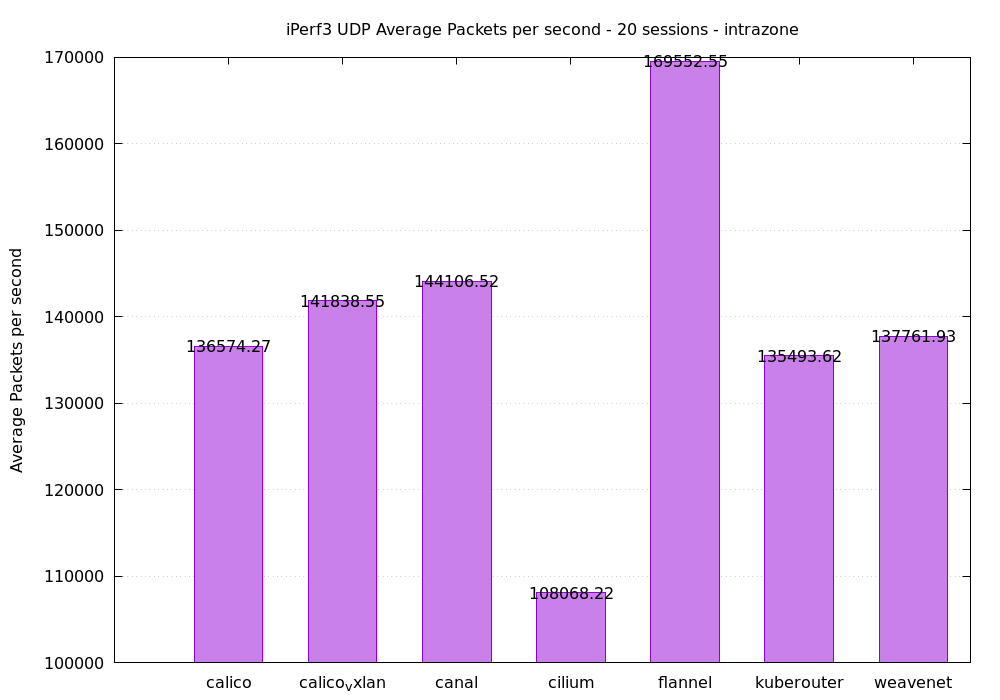 iPerf3 UDP Average Packets per second - 20 sessions - intrazone
Average Packets per second
170000
160000
150000
140000
130000
120000
110000
100000
136574.27
141838.55
144106.52
108068.22
169552.55
135493.62
137761.93
calico
calicovxlan
canal
cilium
flannel
kuberouter
weavenet